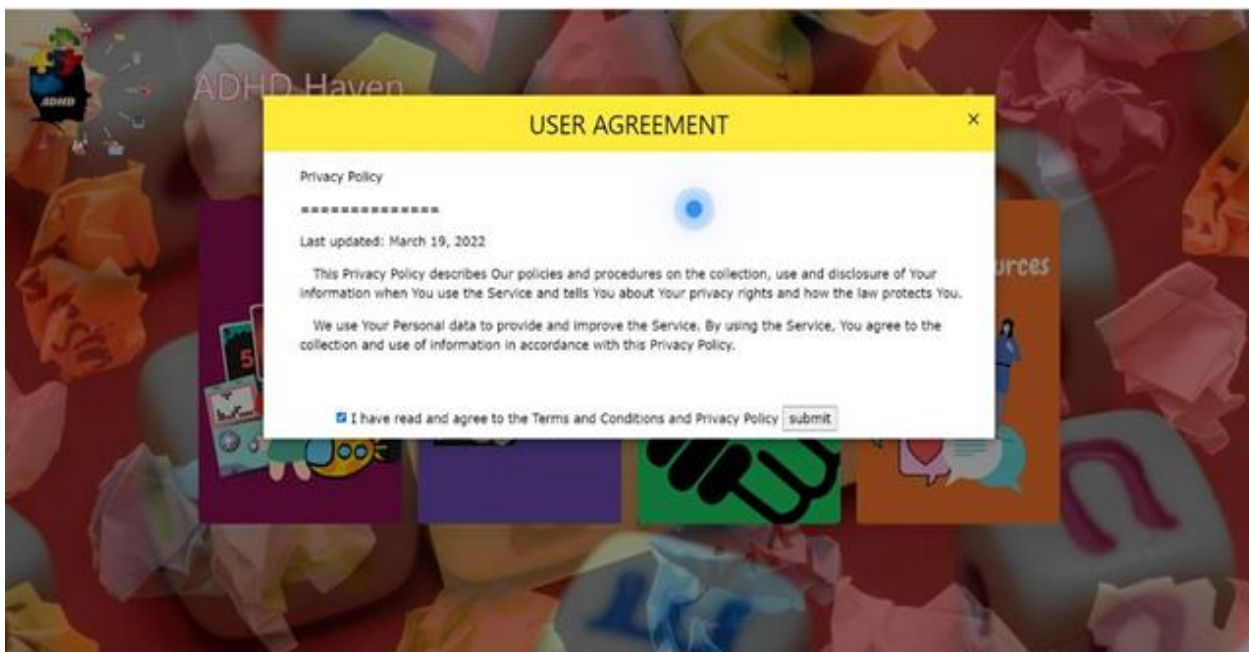 ADHD
ADHD Haven
USER AGREEMENT
×
Privacy Policy
==============
Last updated: March 19, 2022
This Privacy Policy describes Our policies and procedures on the collection, use and disclosure of Your
information when You use the Service and tells You about Your privacy rights and how the law protects You.
We use Your Personal data to provide and improve the Service. By using the Service, You agree to the
collection and use of information in accordance with this Privacy Policy.
I have read and agree to the Terms and Conditions and Privacy Policy submit
urces
5